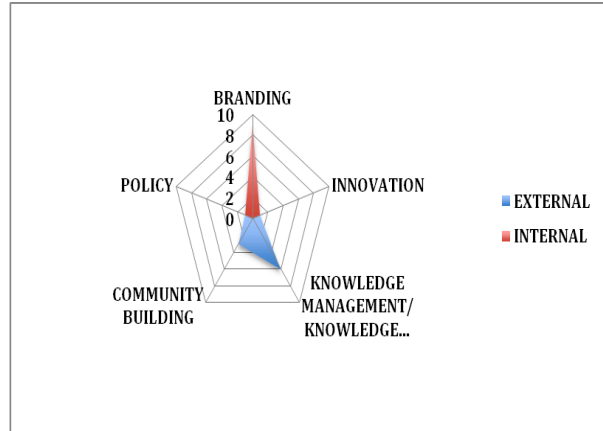 BRANDING
10
8
6
4
2
0
POLICY
INNOVATION
COMMUNITY
BUILDING
KNOWLEDGE
MANAGEMENT/
KNOWLEDGE...
EXTERNAL
INTERNAL